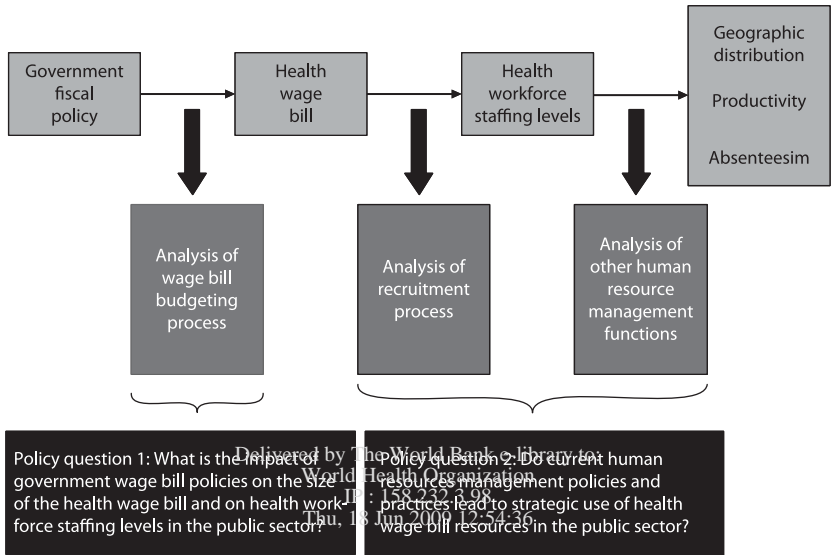 Government
fiscal
policy
Health
wage
bill
Health
workforce
staffing levels
Geographic
distribution
Productivity
Absenteesim
Analysis of
wage bill
budgeting
process
Analysis of
recruitment
process
Analysis of
other human
resource
management
functions
Policy question 1: What is the impact of
government wage bill policies on the size
of the health wage bill and on health work-
force staffing levels in the public sector?
Policy question 2: Do current human
resources management policies and
practices lead to strategic use of health
wage bill resources in the public sector?
Delivered by The World Bank e-library to:
World Health Organization
IP : 158.232.3.98
Thu, 18 Jun 2009 12:54:36